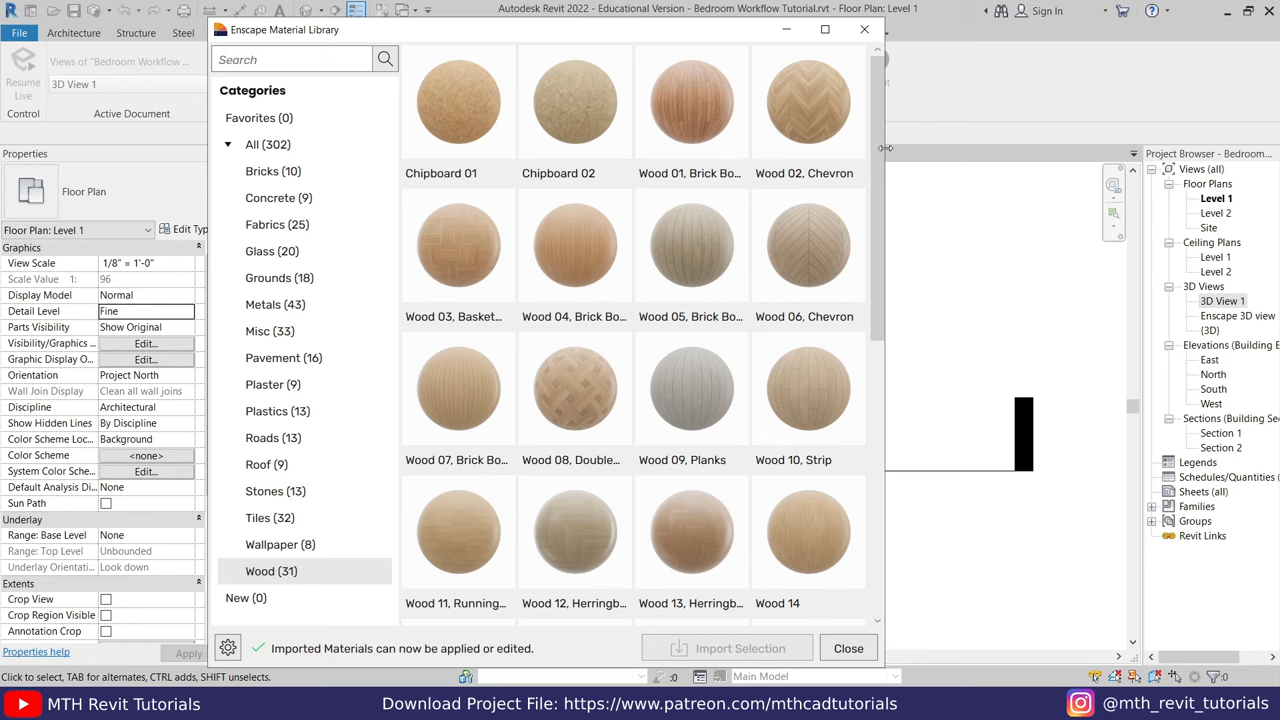 Autodesk Revit 2022 - Educational Version - Bedroom Workflow Tutorial.rvt - Floor Plan: Level 1
Sign In
File
Architecture
Structure
Steel
Resume
Live
Control
Views of "Bedroom Workflow ...
3D View 1
Active Document
Enscape Material Library
Search
Categories
Favorites (0)
All (302)
Bricks (10)
Concrete (9)
Fabrics (25)
Glass (20)
Grounds (18)
Metals (43)
Misc (33)
Pavement (16)
Plaster (9)
Plastics (13)
Roads (13)
Roof (9)
Stones (13)
Tiles (32)
Wallpaper (8)
Wood (31)
New (0)
Chipboard 01
Chipboard 02
Wood 01, Brick Bo...
Wood 02, Chevron
Wood 03, Basket...
Wood 04, Brick Bo...
Wood 05, Brick Bo...
Wood 06, Chevron
Wood 07, Brick Bo...
Wood 08, Double...
Wood 09, Planks
Wood 10, Strip
Wood 11, Running...
Wood 12, Herringb...
Wood 13, Herringb...
Wood 14
Imported Materials can now be applied or edited.
Import Selection
Close
Properties
Floor Plan
Floor Plan: Level 1
Edit Typ
Graphics
View Scale 1/8" = 1'-0"
Scale Value 1: 96
Display Model Normal
Detail Level Fine
Parts Visibility Show Original
Visibility/Graphics ... Edit...
Graphic Display O... Edit...
Orientation Project North
Wall Join Display Clean all wall joins
Discipline Architectural
Show Hidden Lines By Discipline
Color Scheme Loc... Background
Color Scheme <none>
System Color Sche... Edit...
Default Analysis Di... None
Sun Path
Underlay
Range: Base Level None
Range: Top Level Unbounded
Underlay Orientati... Look down
Extents
Crop View
Crop Region Visible
Annotation Crop
Properties help
Apply
Project Browser - Bedroom...
Views (all)
Floor Plans
Level 1
Level 2
Site
Ceiling Plans
Level 1
Level 2
3D Views
3D View 1
Enscape 3D view
{3D}
Elevations (Building E
East
North
South
West
Sections (Building Sec
Section 1
Section 2
Legends
Schedules/Quantities
Sheets (all)
Families
Groups
Revit Links
Click to select, TAB for alternates, CTRL adds, SHIFT unselects.
:0
Main Model
:0
MTH Revit Tutorials
Download Project File: https://www.patreon.com/mthcadtutorials
@mth_revit_tutorials